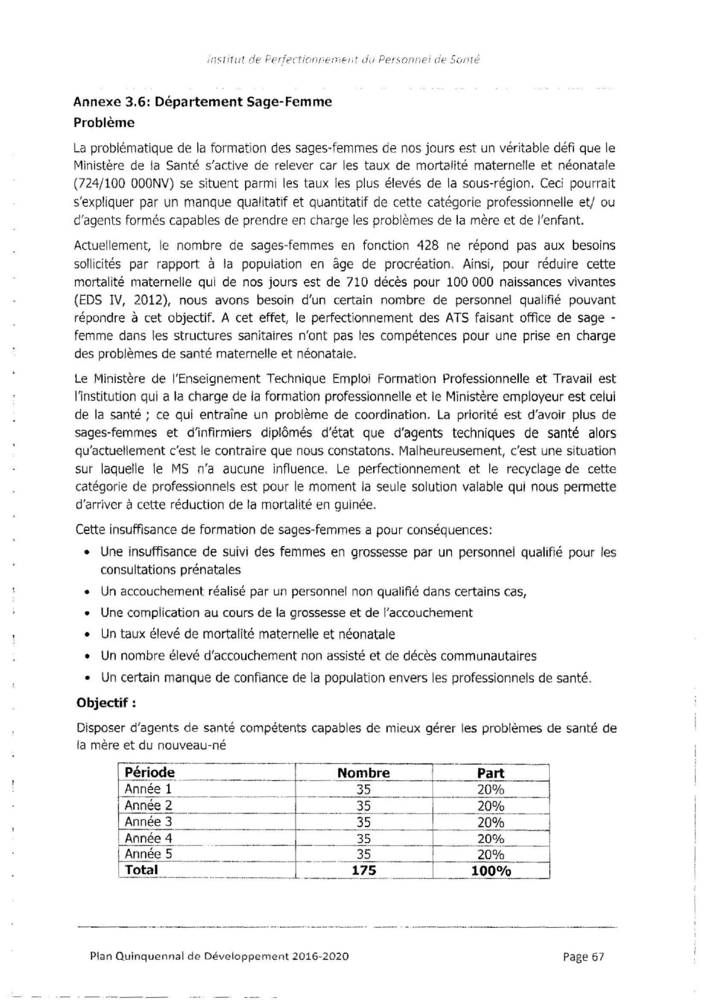 Institut de Perfectionnement du Personnel de Santé
Annexe 3.6: Département Sage-Femme
Problème
La problématique de la formation des sages-femmes de nos jours est un véritable défi que le
Ministère de la Santé s'active de relever car les taux de mortalité maternelle et néonatale
(724/100 000NV) se situent parmi les taux les plus élevés de la sous-région. Ceci pourrait
s'expliquer par un manque qualitatif et quantitatif de cette catégorie professionnelle et/ ou
d'agents formés capables de prendre en charge les problèmes de la mère et de l'enfant.
Actuellement, le nombre de sages-femmes en fonction 428 ne répond pas aux besoins
sollicités par rapport à la population en âge de procréation. Ainsi, pour réduire cette
mortalité maternelle qui de nos jours est de 710 décès pour 100 000 naissances vivantes
(EDS IV, 2012), nous avons besoin d'un certain nombre de personnel qualifié pouvant
répondre à cet objectif. A cet effet, le perfectionnement des ATS faisant office de sage -
femme dans les structures sanitaires n'ont pas les compétences pour une prise en charge
des problèmes de santé maternelle et néonatale.
Le Ministère de l'Enseignement Technique Emploi Formation Professionnelle et Travail est
l'institution qui a la charge de la formation professionnelle et le Ministère employeur est celui
de la santé ; ce qui entraîne un problème de coordination. La priorité est d'avoir plus de
sages-femmes et d'infirmiers diplômés d'état que d'agents techniques de santé alors
qu'actuellement c'est le contraire que nous constatons. Malheureusement, c'est une situation
sur laquelle le MS n'a aucune influence. Le perfectionnement et le recyclage de cette
catégorie de professionnels est pour le moment la seule solution valable qui nous permette
d'arriver à cette réduction de la mortalité en guinée.
Cette insuffisance de formation de sages-femmes a pour conséquences:
• Une insuffisance de suivi des femmes en grossesse par un personnel qualifié pour les
consultations prénatales
• Un accouchement réalisé par un personnel non qualifié dans certains cas,
• Une complication au cours de la grossesse et de l'accouchement
• Un taux élevé de mortalité maternelle et néonatale
• Un nombre élevé d'accouchement non assisté et de décès communautaires
• Un certain manque de confiance de la population envers les professionnels de santé.
Objectif :
Disposer d'agents de santé compétents capables de mieux gérer les problèmes de santé de
la mère et du nouveau-né
Période Nombre Part
Année 1 35 20%
Année 2 35 20%
Année 3 35 20%
Année 4 35 20%
Année 5 35 20%
Total 175 100%
Plan Quinquennal de Développement 2016-2020 Page 67